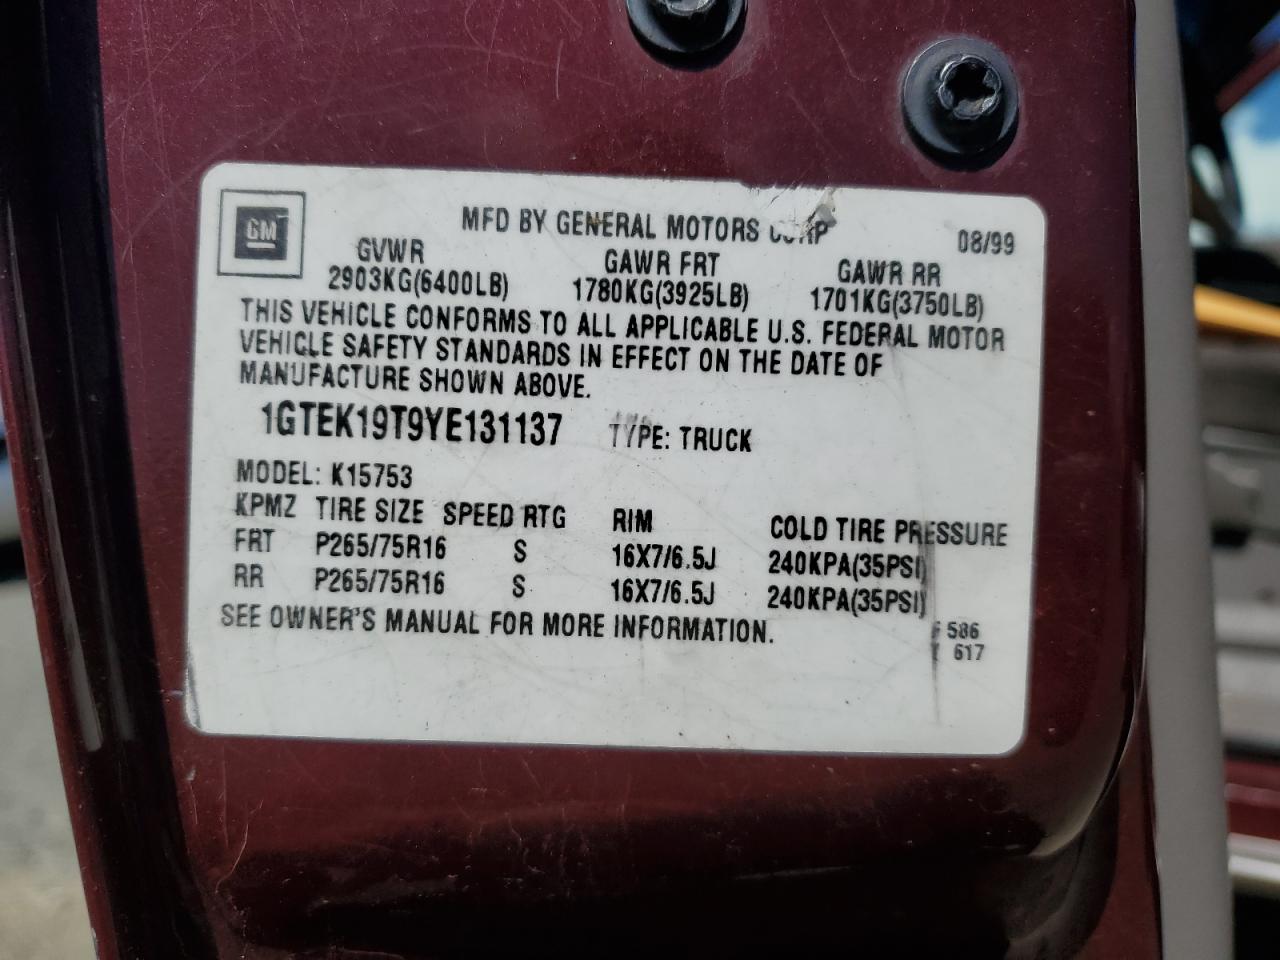 GM
MFD BY GENERAL MOTORS CORP 08/99
GVWR GAWR FRT GAWR RR
2903KG(6400LB) 1780KG(3925LB) 1701KG(3750LB)
THIS VEHICLE CONFORMS TO ALL APPLICABLE U.S. FEDERAL MOTOR
VEHICLE SAFETY STANDARDS IN EFFECT ON THE DATE OF
MANUFACTURE SHOWN ABOVE.
1GTEK19T9YE131137 TYPE: TRUCK
MODEL: K15753
KPMZ TIRE SIZE SPEED RTG RIM COLD TIRE PRESSURE
FRT P265/75R16 S 16X7/6.5J 240KPA(35PSI)
RR P265/75R16 S 16X7/6.5J 240KPA(35PSI)
SEE OWNER'S MANUAL FOR MORE INFORMATION.
586
617